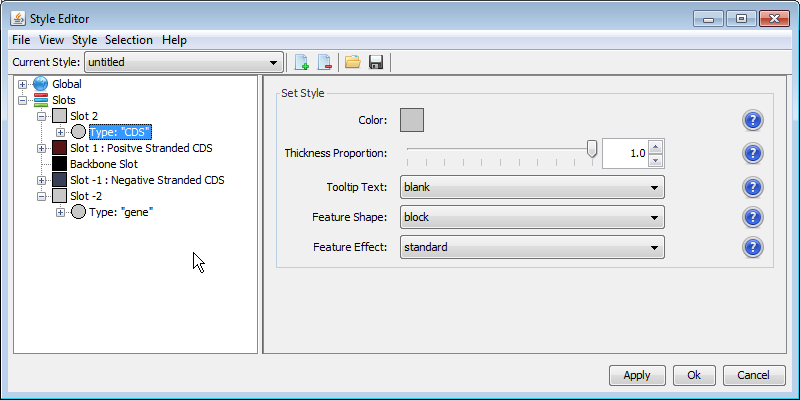 Style Editor
File View Style Selection Help
Current Style: untitled
Global
Slots
Slot 2
Type: "CDS"
Slot 1 : Positve Stranded CDS
Backbone Slot
Slot -1 : Negative Stranded CDS
Slot -2
Type: "gene"
Set Style
Color:
?
Thickness Proportion: 1.0
?
Tooltip Text: blank
?
Feature Shape: block
?
Feature Effect: standard
?
Apply Ok Cancel